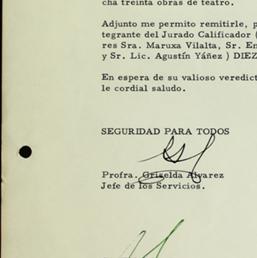 cha treinta obras de teatro.
Adjunto me permito remitirle, p
tegrante del Jurado Calificador (
res Sra. Maruxa Vilalta, Sr. En
y Sr. Lic. Agustín Yáñez ) DIEZ
En espera de su valioso veredict
le cordial saludo.
SEGURIDAD PARA TODOS
Profra. Griselda Alvarez
Jefe de los Servicios.